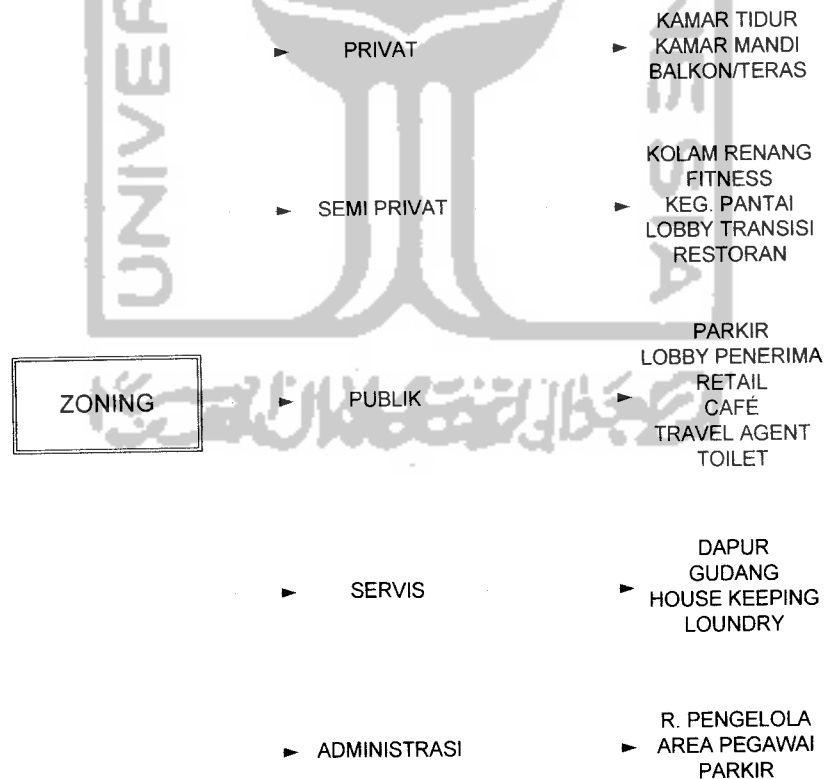 PRIVAT
KAMAR TIDUR
KAMAR MANDI
BALKON/TERAS
SEMI PRIVAT
KOLAM RENANG
FITNESS
KEG. PANTAI
LOBBY TRANSISI
RESTORAN
ZONING
PUBLIK
PARKIR
LOBBY PENERIMA
RETAIL
CAFÉ
TRAVEL AGENT
TOILET
SERVIS
DAPUR
GUDANG
HOUSE KEEPING
LOUNDRY
ADMINISTRASI
R. PENGELOLA
AREA PEGAWAI
PARKIR